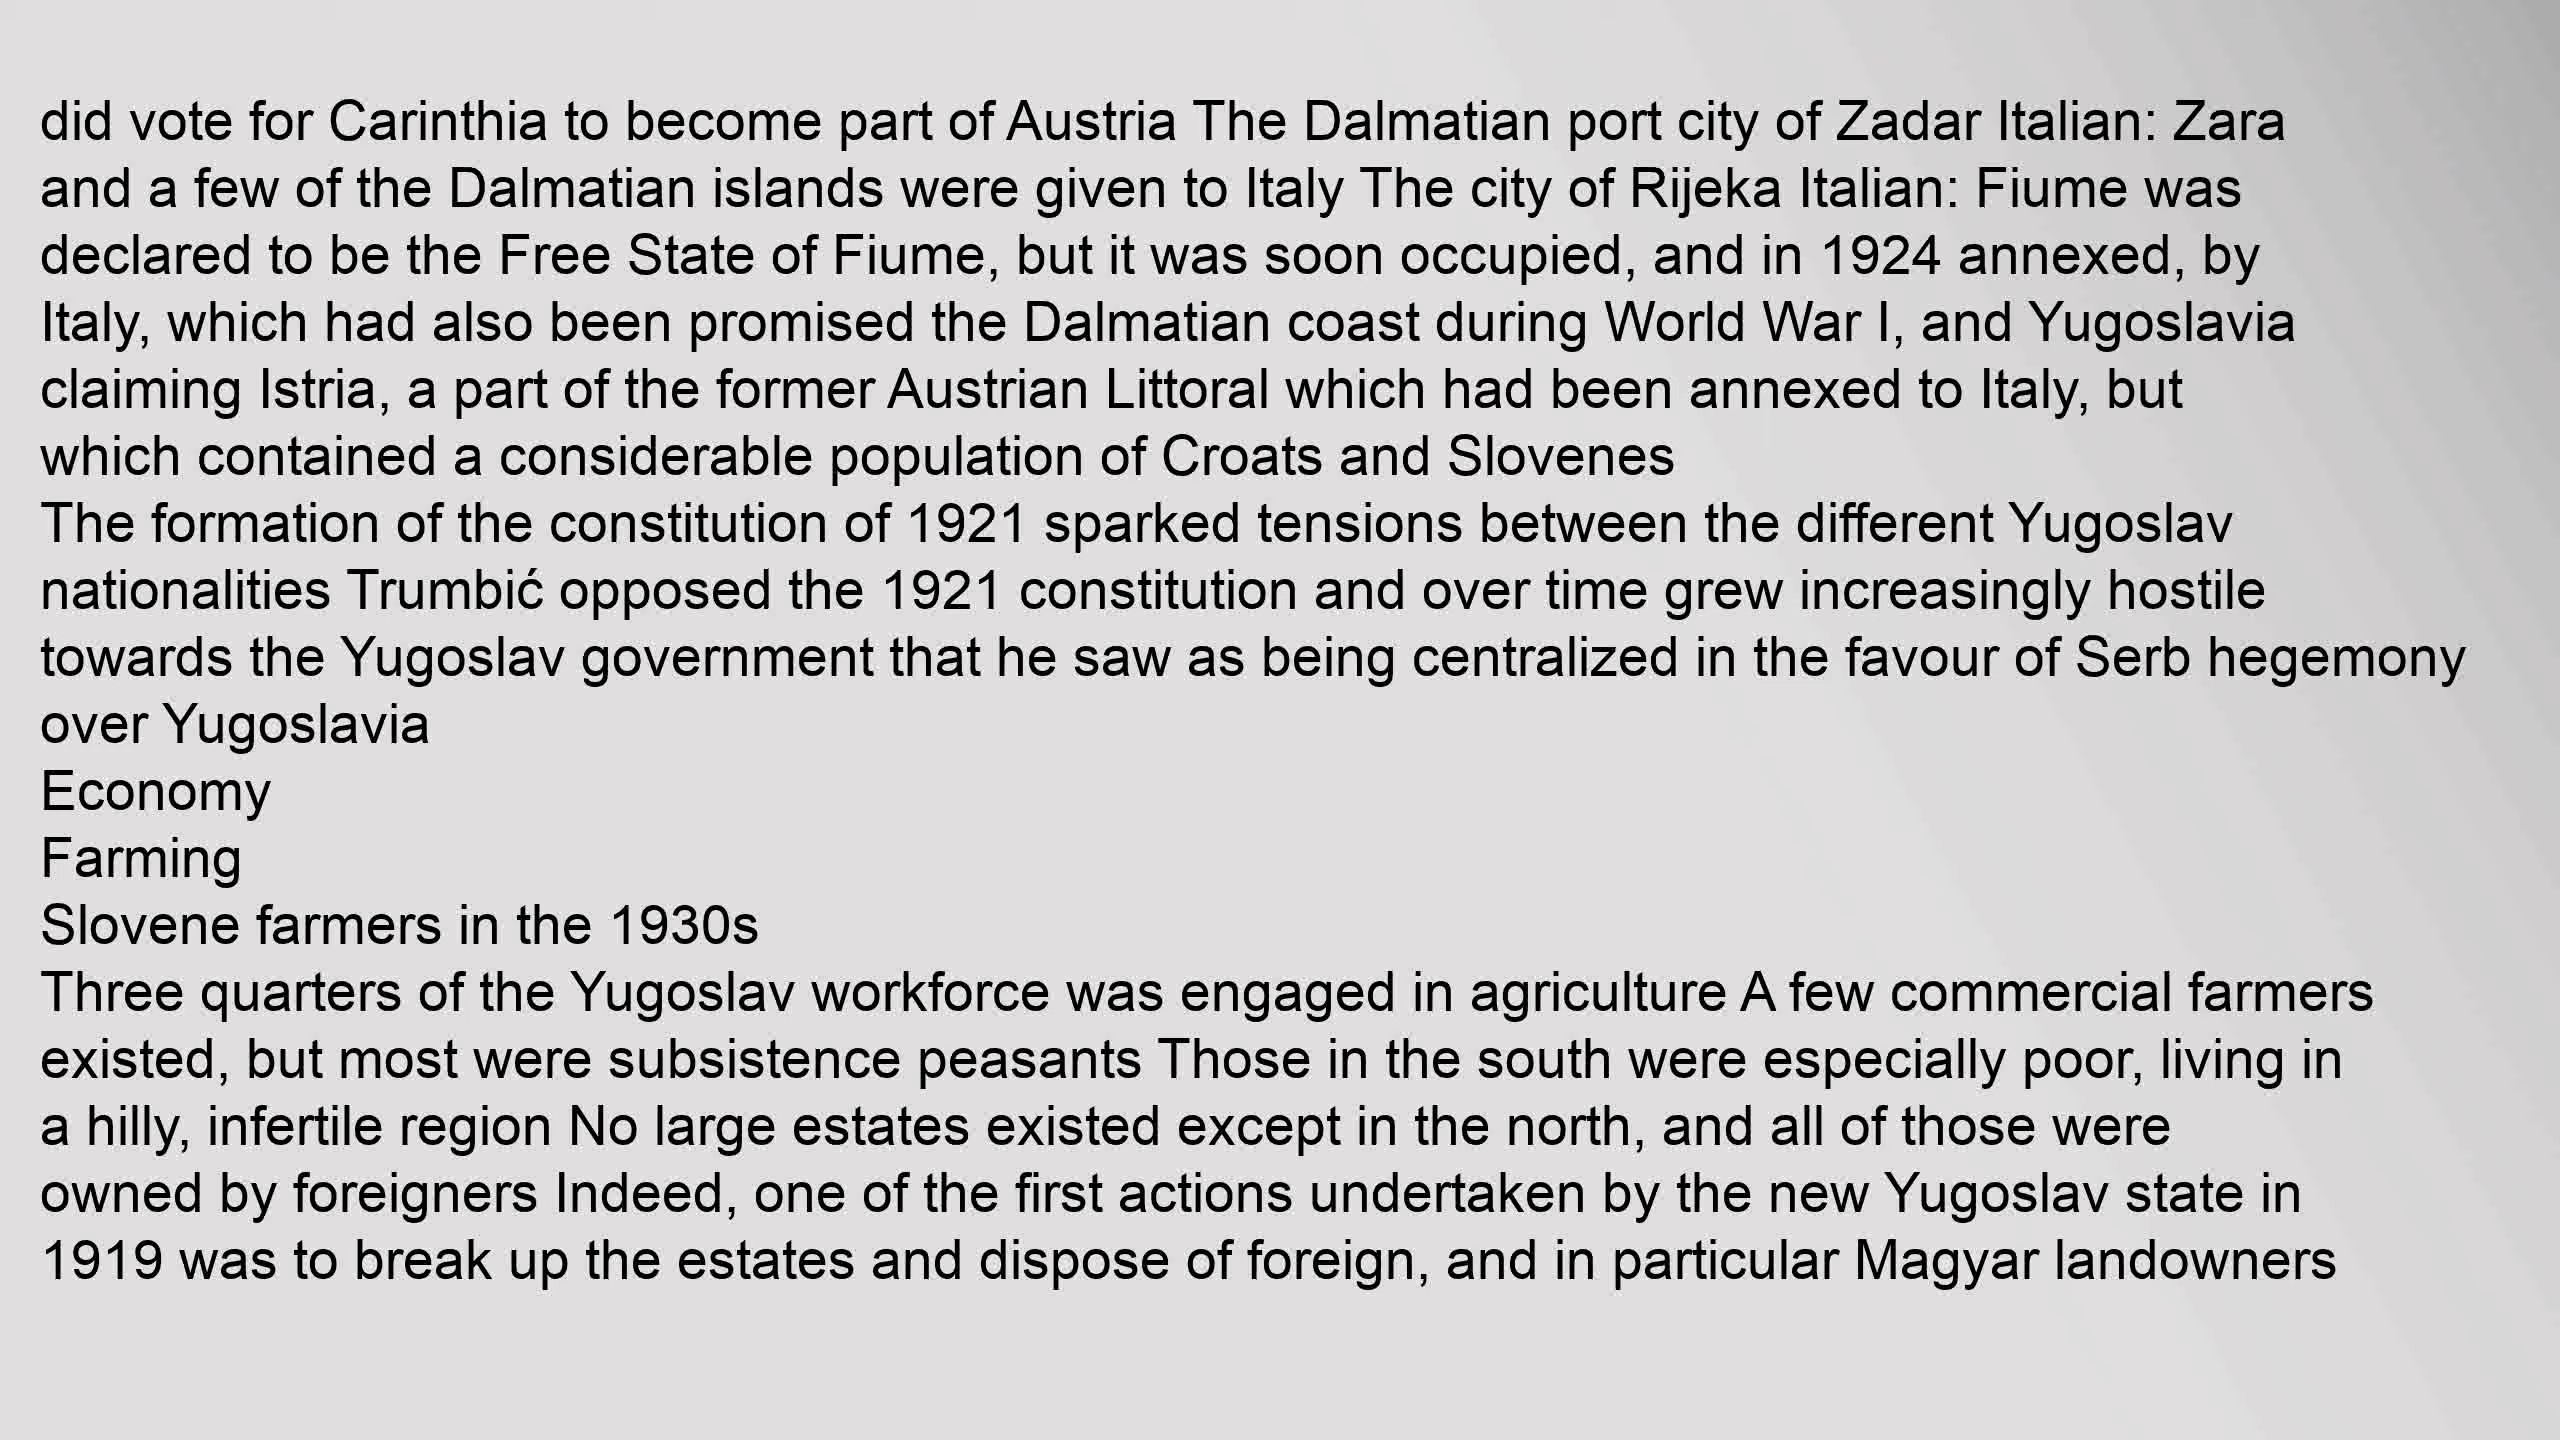 did vote for Carinthia to become part of Austria The Dalmatian port city of Zadar Italian: Zara
and a few of the Dalmatian islands were given to Italy The city of Rijeka Italian: Fiume was
declared to be the Free State of Fiume, but it was soon occupied, and in 1924 annexed, by
Italy, which had also been promised the Dalmatian coast during World War I, and Yugoslavia
claiming Istria, a part of the former Austrian Littoral which had been annexed to Italy, but
which contained a considerable population of Croats and Slovenes
The formation of the constitution of 1921 sparked tensions between the different Yugoslav
nationalities Trumbić opposed the 1921 constitution and over time grew increasingly hostile
towards the Yugoslav government that he saw as being centralized in the favour of Serb hegemony
over Yugoslavia
Economy
Farming
Slovene farmers in the 1930s
Three quarters of the Yugoslav workforce was engaged in agriculture A few commercial farmers
existed, but most were subsistence peasants Those in the south were especially poor, living in
a hilly, infertile region No large estates existed except in the north, and all of those were
owned by foreigners Indeed, one of the first actions undertaken by the new Yugoslav state in
1919 was to break up the estates and dispose of foreign, and in particular Magyar landowners